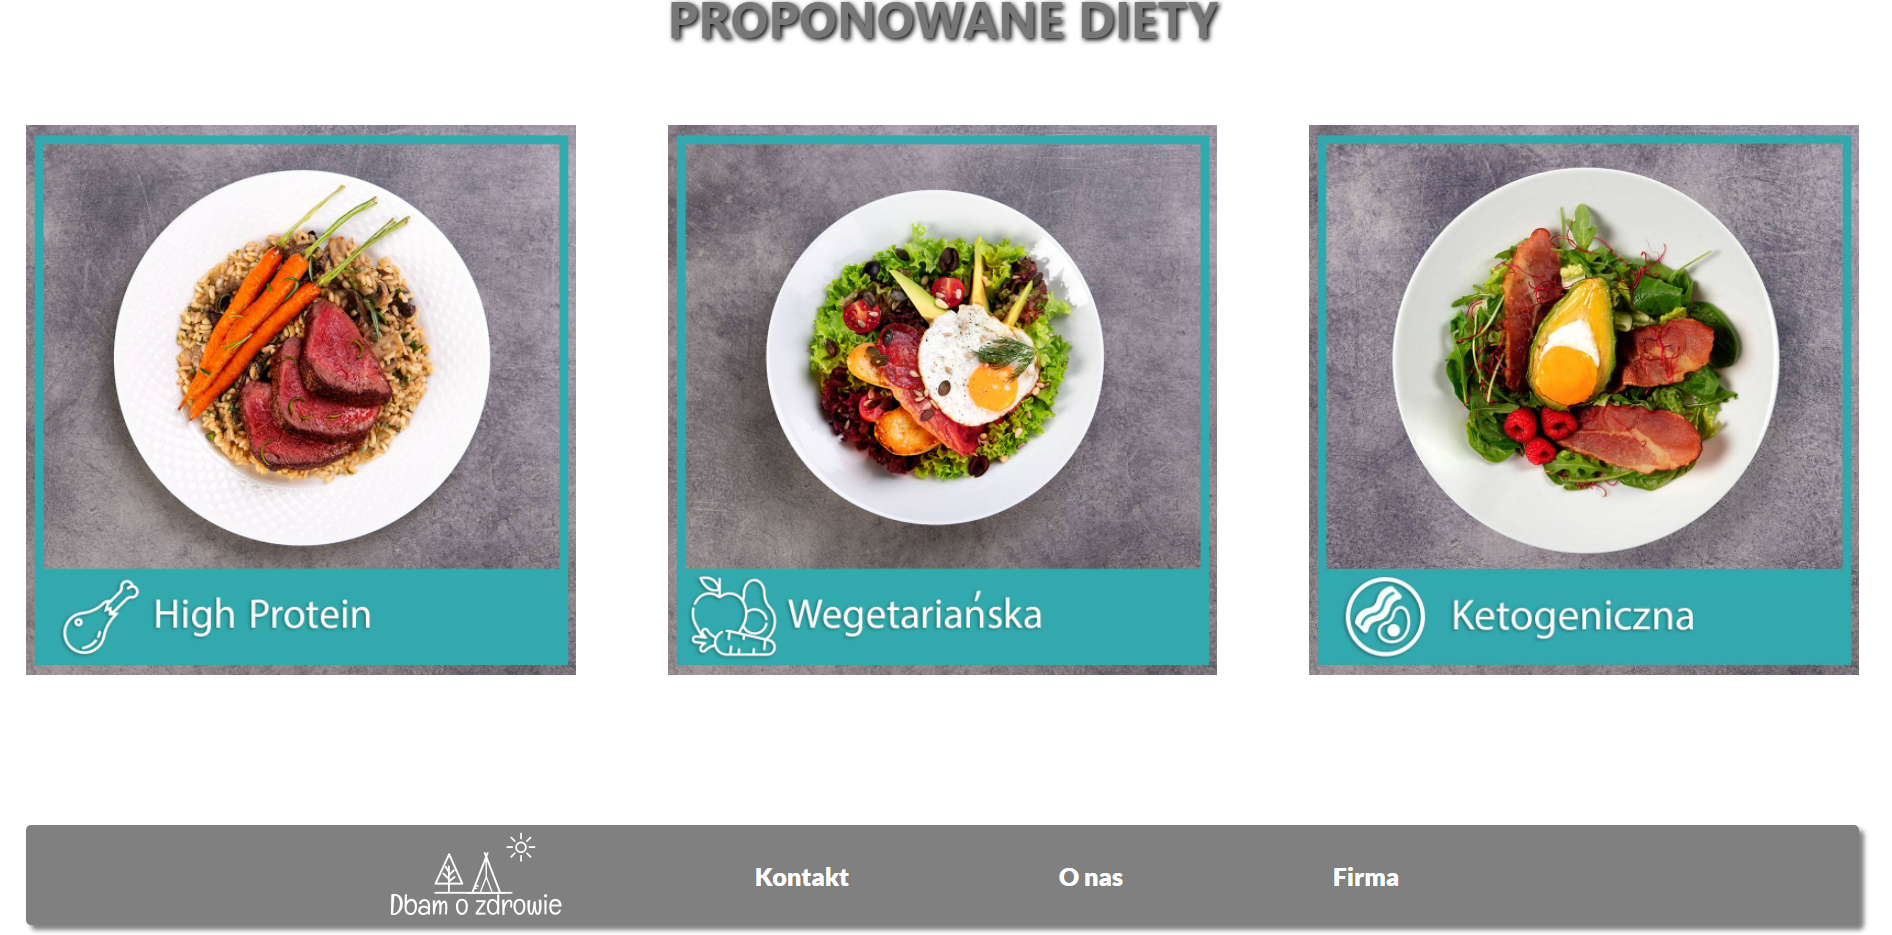 PROPONOWANE DIETY
High Protein
Wegetariańska
Ketogeniczna
Dbam o zdrowie
Kontakt
O nas
Firma